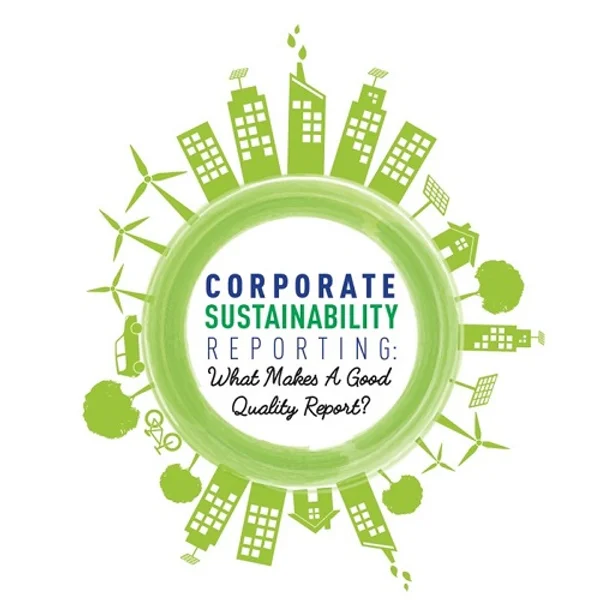 CORPORATE
SUSTAINABILITY
REPORTING:
What Makes A Good
Quality Report?